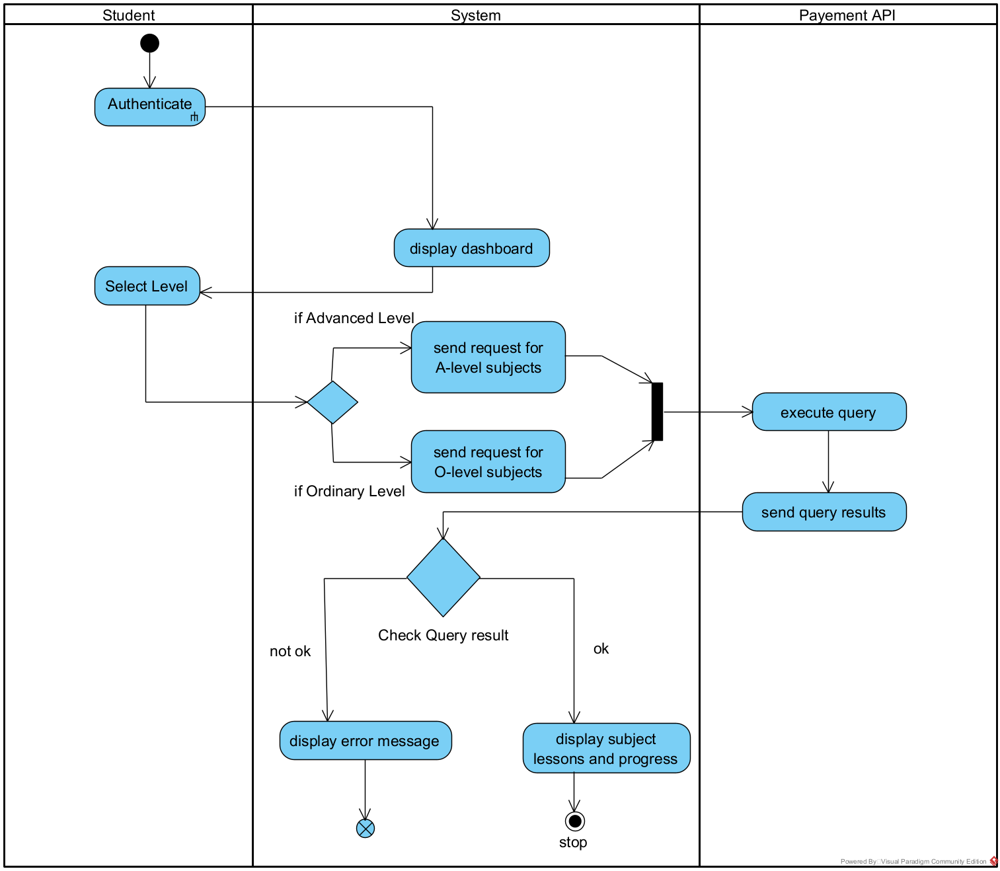 Student
System
Payement API
Authenticate
display dashboard
Select Level
if Advanced Level
send request for
A-level subjects
execute query
send request for
O-level subjects
if Ordinary Level
send query results
Check Query result
not ok
ok
display error message
display subject
lessons and progress
stop
Powered By Visual Paradigm Community Edition